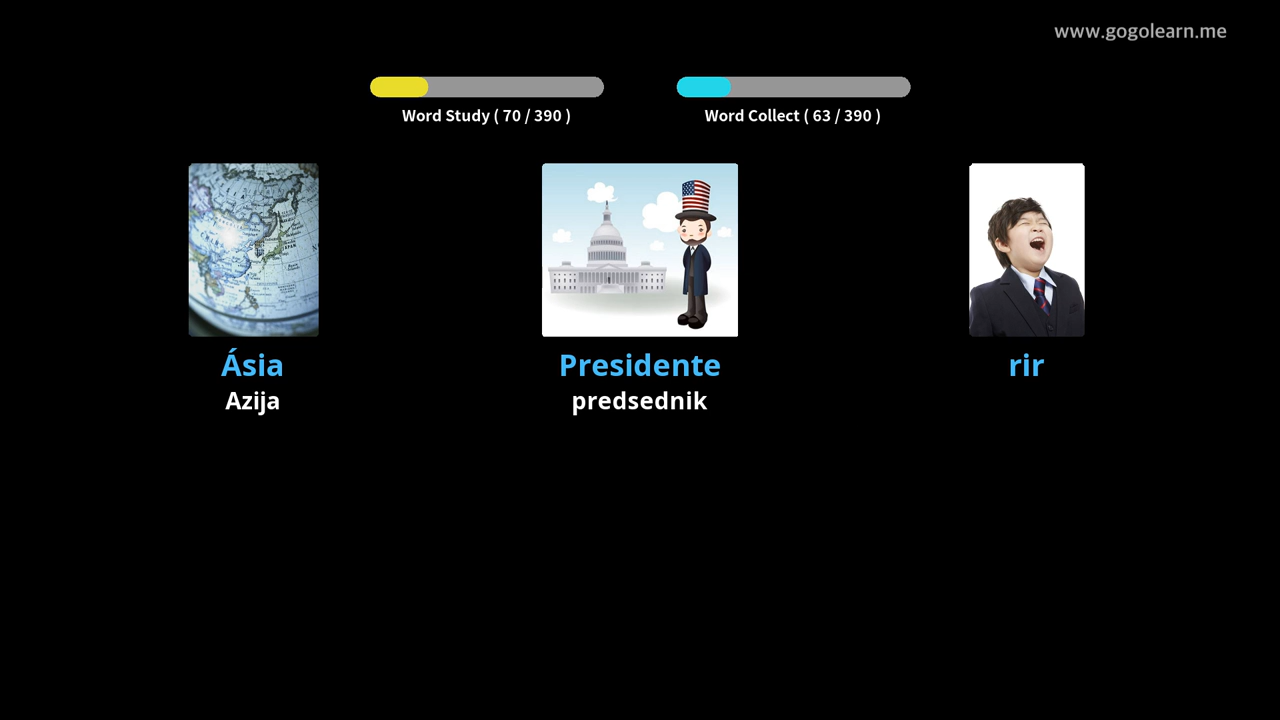 www.gogolearn.me
Word Study ( 70 / 390 )
Word Collect ( 63 / 390 )
Ásia
Azija
Presidente
predsednik
rir